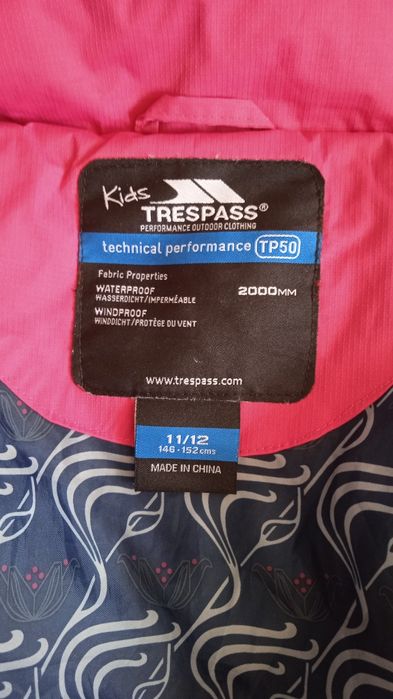 Kids
TRESPASS®
PERFORMANCE OUTDOOR CLOTHING
technical performance TP50
Fabric Properties
WATERPROOF 2000MM
WASSERDICHT/IMPERMÉABLE
WINDPROOF
WINDDICHT/PROTÈGE DU VENT
www.trespass.com
11/12
146-152cms
MADE IN CHINA